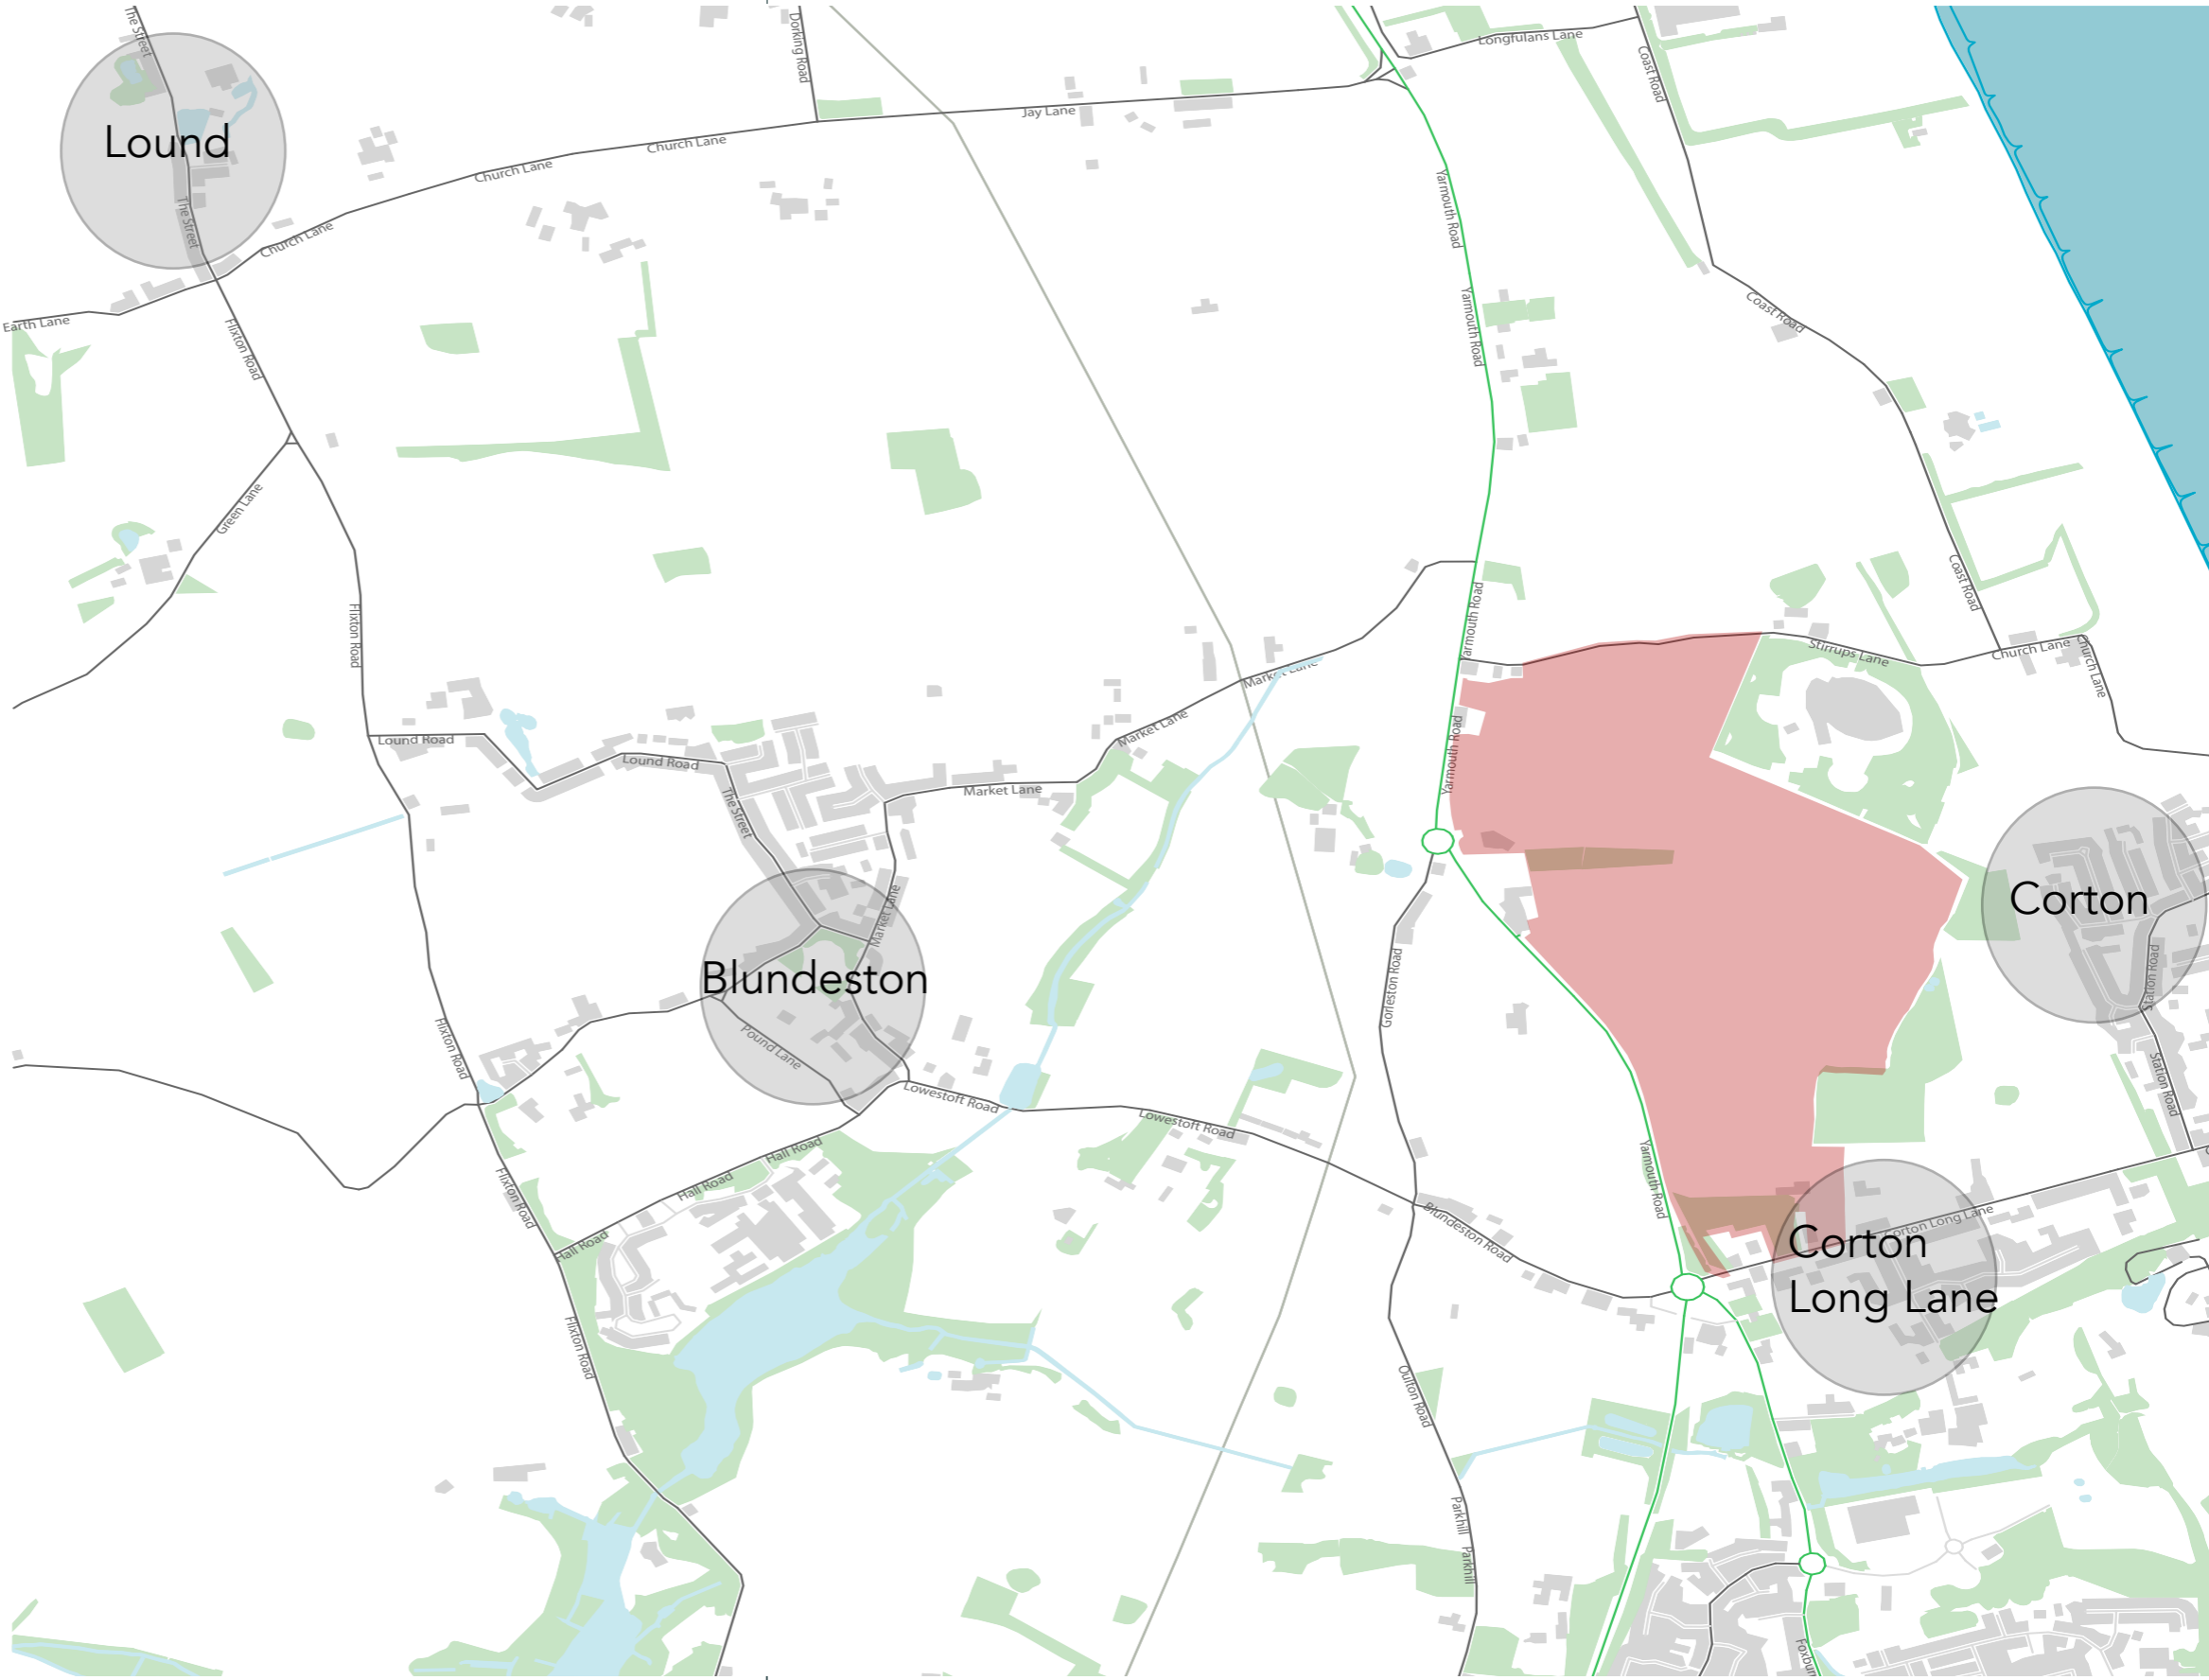 The Street
Dorking Road
Longfulans Lane
Coast Road
Jay Lane
Lound
Church Lane
Church Lane
The Street
Church Lane
Yarmouth Road
Earth Lane
Flixton Road
Yarmouth Road
Coast Road
Green Lane
Coast Road
Flixton Road
Yarmouth Road
Stirrups Lane
Church Lane
Church Lane
Market Lane
Market Lane
Lound Road
Lound Road
Yarmouth Road
Market Lane
The Street
Market Lane
Corton
Blundeston
Gorleston Road
Station Road
Pound Lane
Flixton Road
Station Road
Lowestoft Road
Lowestoft Road
Hall Road
Hall Road
Yarmouth Road
Flixton Road
Hall Road
Blundeston Road
Corton Long Lane
Corton
Long Lane
Flixton Road
Oulton Road
Parkhill
Parkhill